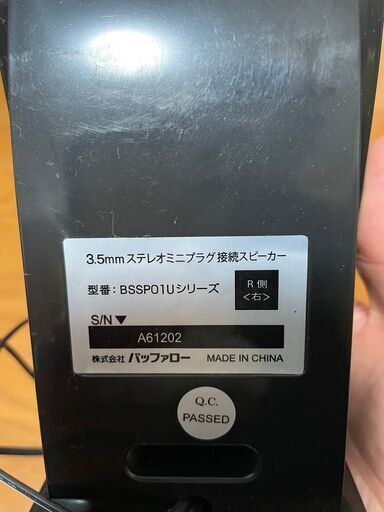 3.5mmステレオミニプラグ接続スピーカー
型番：BSSP01Uシリーズ
R 側
<右>
S/N▼
A61202
株式会社 バッファロー MADE IN CHINA
Q.C.
PASSED